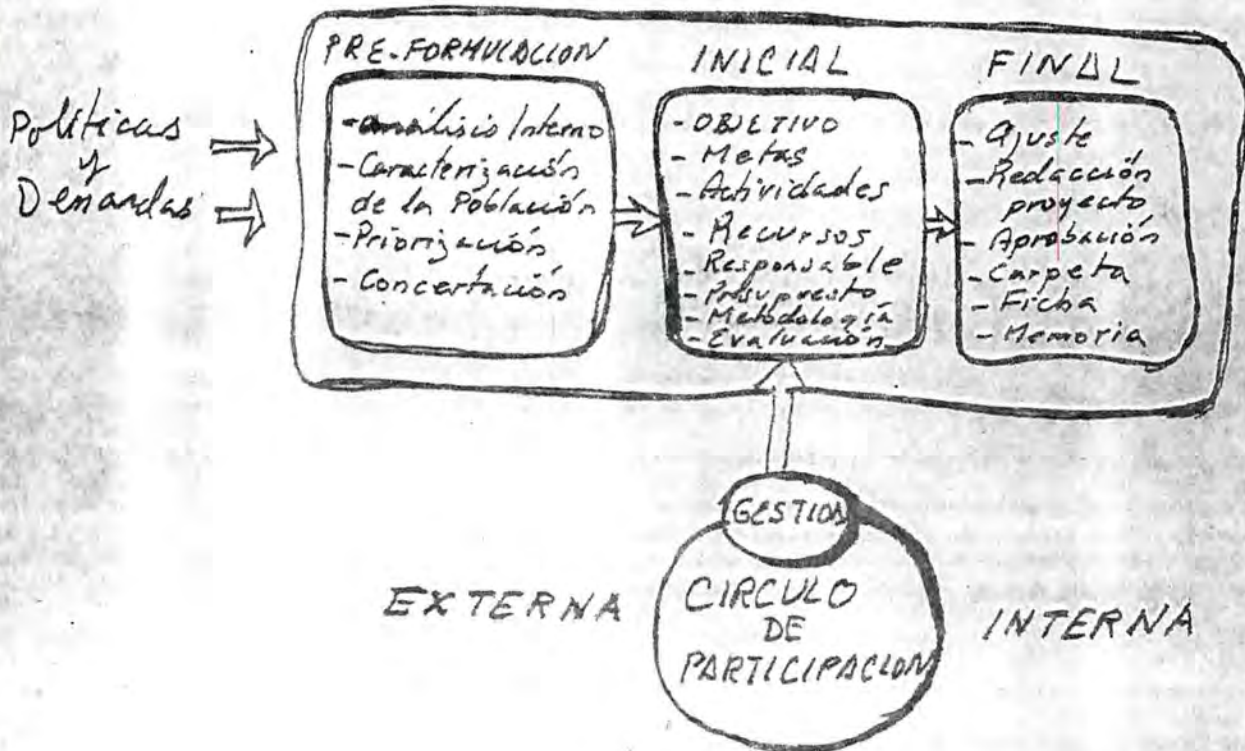 Políticas
y
Demandas
PRE-FORMULACION
- análisis Interno
- Caracterización
de la Población
- Priorización
- Concertación
INICIAL
- OBJETIVO
- Metas
- Actividades
- Recursos
- Responsable
- Presupuesto
- Metodología
- Evaluación
FINAL
- Ajuste
- Redacción
proyecto
- Aprobación
- Carpeta
- Ficha
- Memoria
GESTION
EXTERNA
CIRCULO
DE
PARTICIPACION
INTERNA